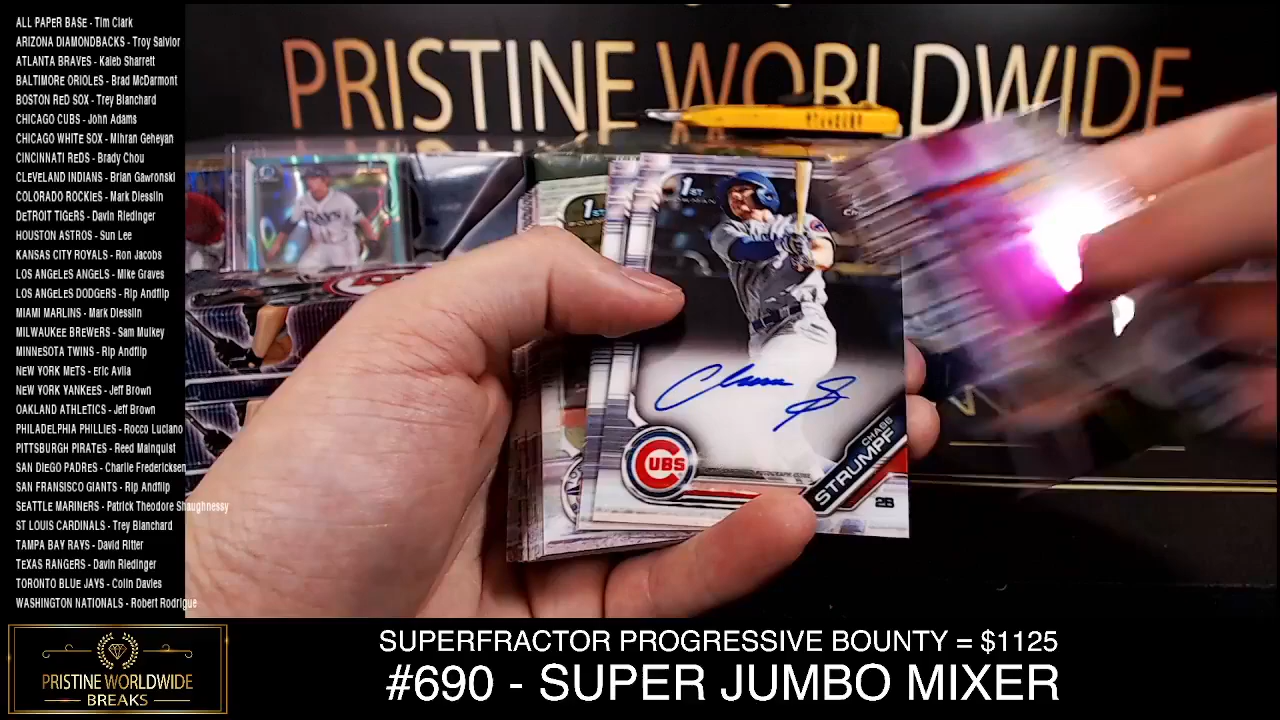 ALL PAPER BASE - Tim Clark
ARIZONA DIAMONDBACKS - Troy Salvior
ATLANTA BRAVES - Kaleb Sharrett
BALTIMORE ORIOLES - Brad McDarmont
BOSTON RED SOX - Trey Blanchard
CHICAGO CUBS - John Adams
CHICAGO WHITE SOX - Mihran Geheyan
CINCINNATI REDS - Brady Chou
CLEVELAND INDIANS - Brian Gawronski
COLORADO ROCKIES - Mark Diesslin
DETROIT TIGERS - Davin Riedinger
HOUSTON ASTROS - Sun Lee
KANSAS CITY ROYALS - Ron Jacobs
LOS ANGELES ANGELS - Mike Graves
LOS ANGELES DODGERS - Rip Andflip
MIAMI MARLINS - Mark Diesslin
MILWAUKEE BREWERS - Sam Mulkey
MINNESOTA TWINS - Rip Andflip
NEW YORK METS - Eric Avila
NEW YORK YANKEES - Jeff Brown
OAKLAND ATHLETICS - Jeff Brown
PHILADELPHIA PHILLIES - Rocco Luciano
PITTSBURGH PIRATES - Reed Mainquist
SAN DIEGO PADRES - Charlie Fredericksen
SAN FRANSISCO GIANTS - Rip Andflip
SEATTLE MARINERS - Patrick Theodore Shaughnessy
ST LOUIS CARDINALS - Trey Blanchard
TAMPA BAY RAYS - David Ritter
TEXAS RANGERS - Davin Riedinger
TORONTO BLUE JAYS - Colin Davies
WASHINGTON NATIONALS - Robert Rodrigue
PRISTINE WORLDWIDE
RAYS
1ST
BOWMAN
1ST
BOWMAN
CUBS
CHASE
STRUMPF
2B
PRISTINE WORLDWIDE
BREAKS
SUPERFRACTOR PROGRESSIVE BOUNTY = $1125
#690 - SUPER JUMBO MIXER